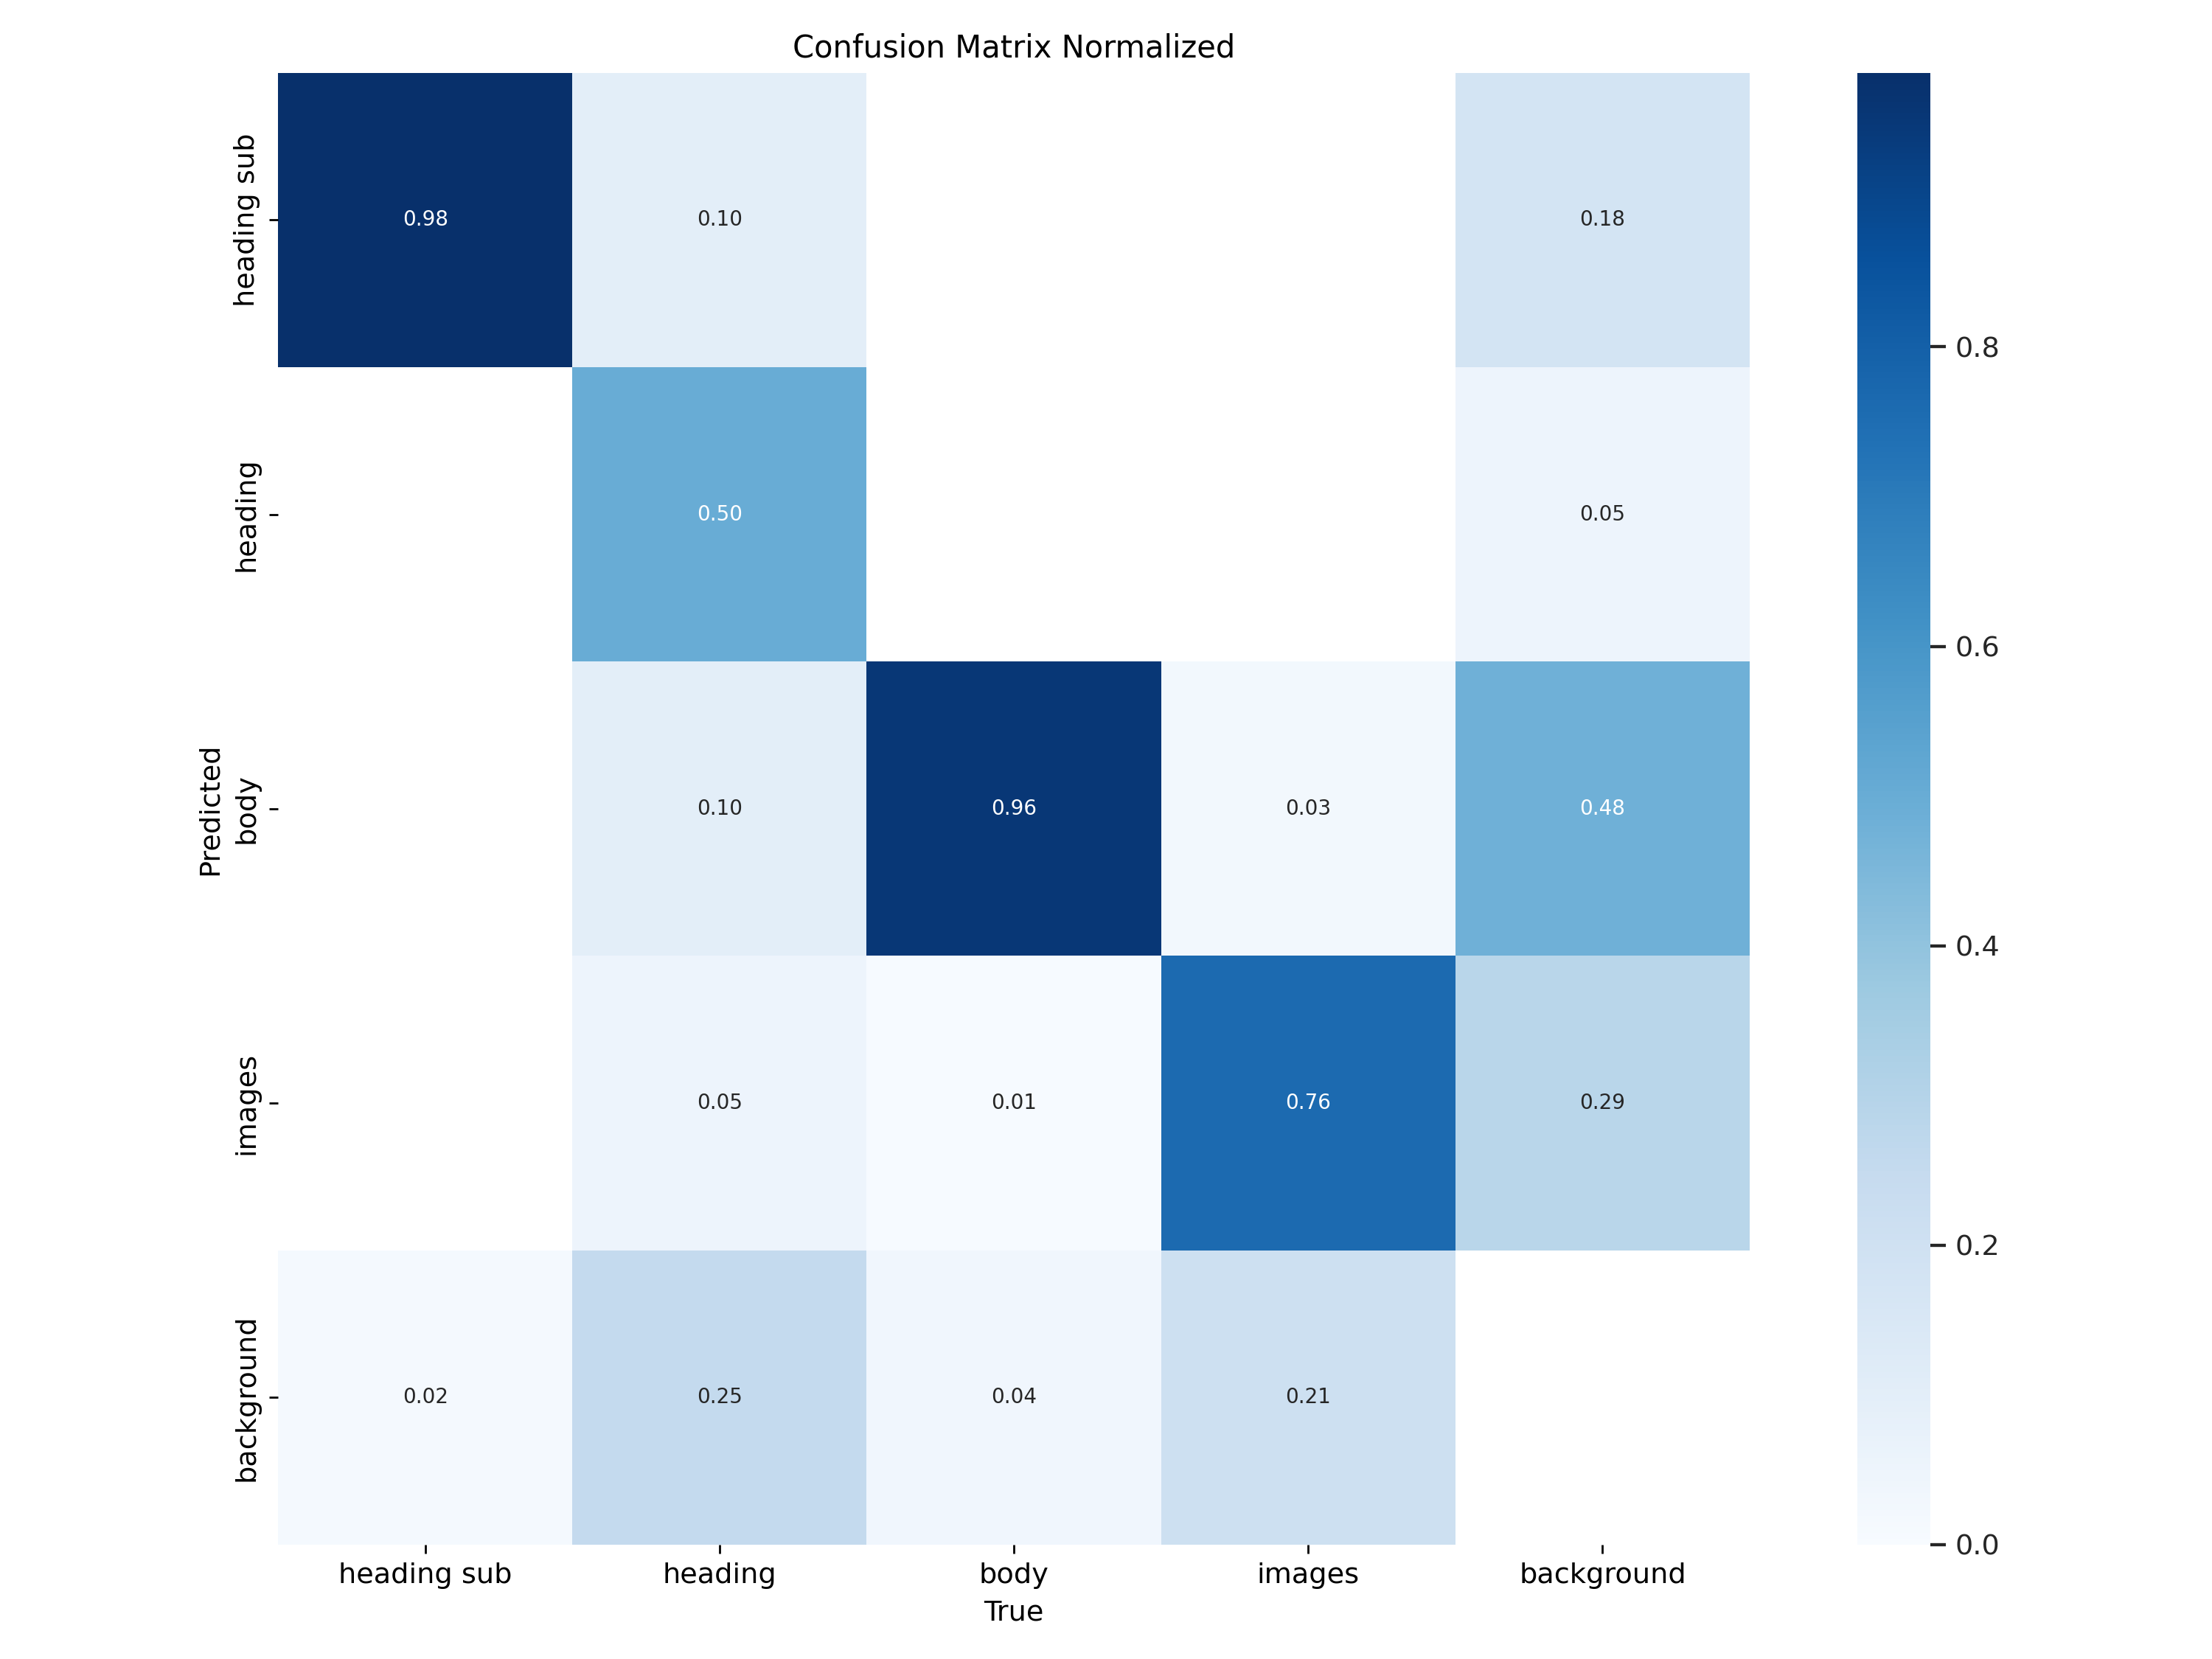 Confusion Matrix Normalized
heading sub
0.98
0.10
0.18
heading
0.50
0.05
Predicted
body
0.10
0.96
0.03
0.48
images
0.05
0.01
0.76
0.29
background
0.02
0.25
0.04
0.21
heading sub
heading
body
images
background
True
0.8
0.6
0.4
0.2
0.0